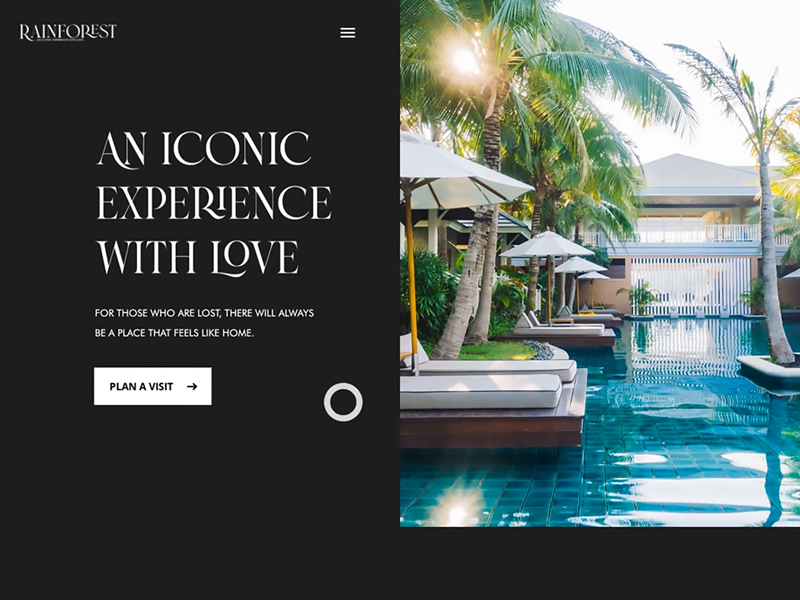 RAINFOREST
AN ICONIC
EXPERIENCE
WITH LOVE
FOR THOSE WHO ARE LOST, THERE WILL ALWAYS
BE A PLACE THAT FEELS LIKE HOME.
PLAN A VISIT →